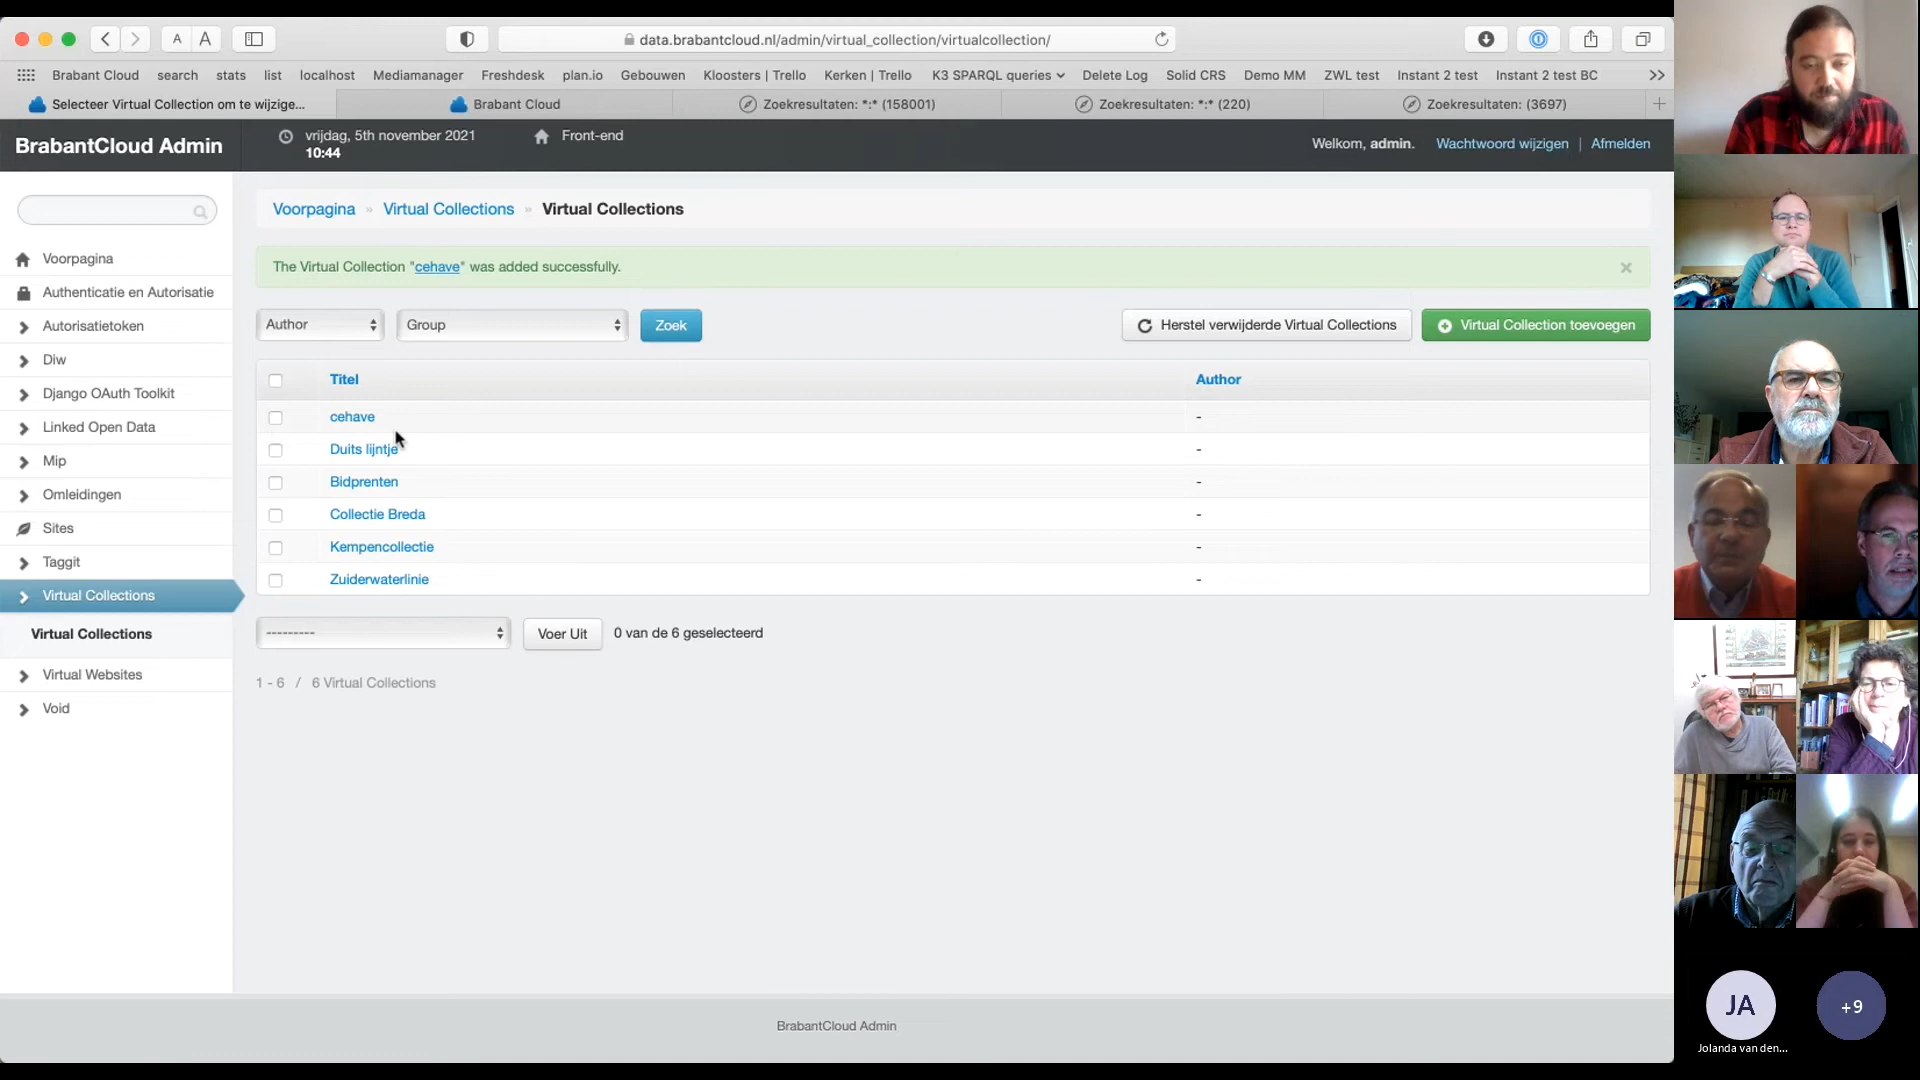 A A data.brabantcloud.nl/admin/virtual_collection/virtualcollection/
Brabant Cloud search stats list localhost Mediamanager Freshdesk plan.io Gebouwen Kloosters | Trello Kerken | Trello K3 SPARQL queries Delete Log Solid CRS Demo MM ZWL test Instant 2 test Instant 2 test BC
Selecteer Virtual Collection om te wijzige... Brabant Cloud Zoekresultaten: *:* (158001) Zoekresultaten: *:* (220) Zoekresultaten: (3697)
BrabantCloud Admin
vrijdag, 5th november 2021
10:44
Front-end
Welkom, admin. Wachtwoord wijzigen | Afmelden
Voorpagina
Authenticatie en Autorisatie
Autorisatietoken
Diw
Django OAuth Toolkit
Linked Open Data
Mip
Omleidingen
Sites
Taggit
Virtual Collections
Virtual Collections
Virtual Websites
Void
Voorpagina » Virtual Collections » Virtual Collections
The Virtual Collection "cehave" was added successfully. ×
Author Group Zoek Herstel verwijderde Virtual Collections Virtual Collection toevoegen
Titel Author
cehave -
Duits lijntje -
Bidprenten -
Collectie Breda -
Kempencollectie -
Zuiderwaterlinie -
--------- Voer Uit 0 van de 6 geselecteerd
1 - 6 / 6 Virtual Collections
BrabantCloud Admin
JA +9
Jolanda van den...